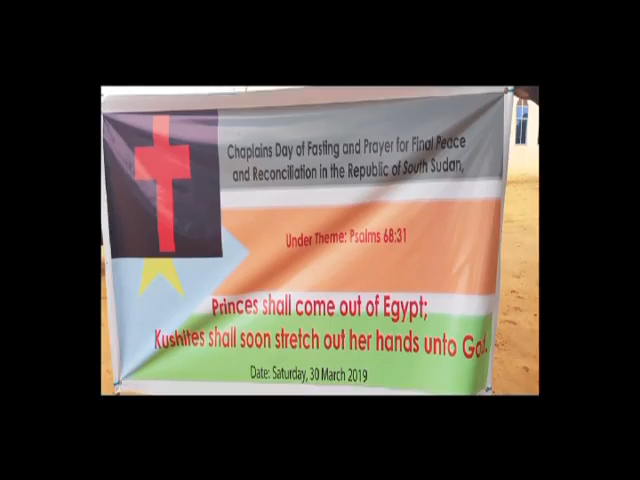 Chaplains Day of Fasting and Prayer for Final Peace
and Reconciliation in the Republic of South Sudan,
Under Theme: Psalms 68:31
Princes shall come out of Egypt;
Kushites shall soon stretch out her hands unto God.
Date: Saturday, 30 March 2019